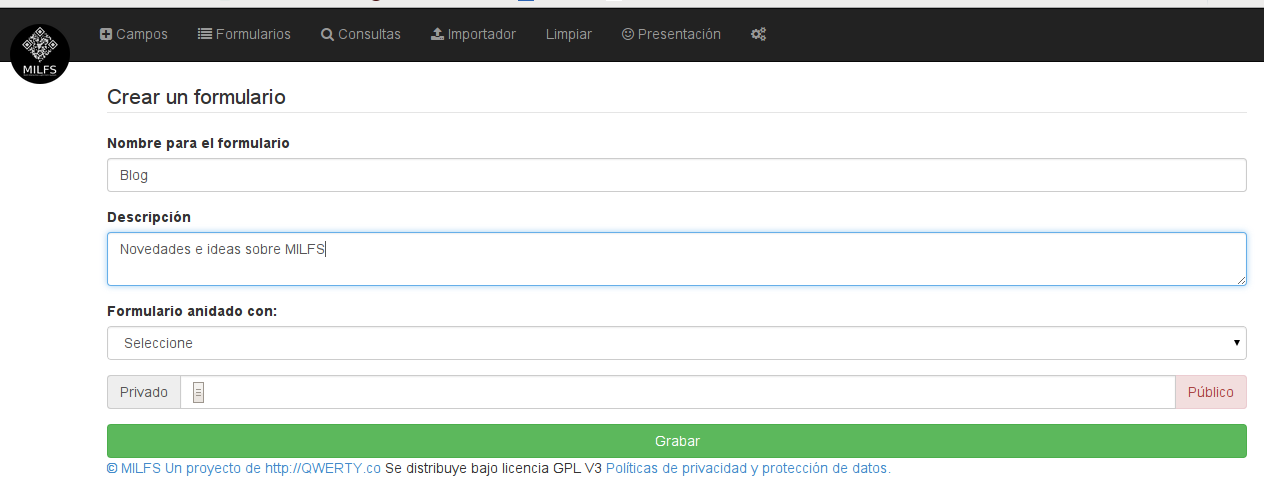 Campos Formularios Consultas Importador Limpiar Presentación
MILFS
Crear un formulario
Nombre para el formulario
Blog
Descripción
Novedades e ideas sobre MILFS
Formulario anidado con:
Seleccione
Privado Público
Grabar
© MILFS Un proyecto de http://QWERTY.co Se distribuye bajo licencia GPL V3 Políticas de privacidad y protección de datos.